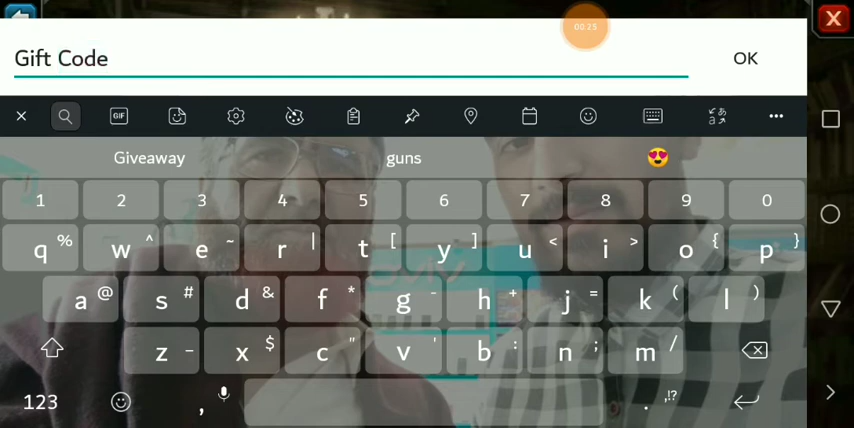 00:25
Gift Code
OK
GIF
Giveaway guns 😍
1 2 3 4 5 6 7 8 9 0
q % w ^ e ~ r | t [ y ] u < i > o { p }
a @ s # d & f * g - h + j = k ( l )
z _ x $ c " v ' b : n ; m /
123 , . ,!?